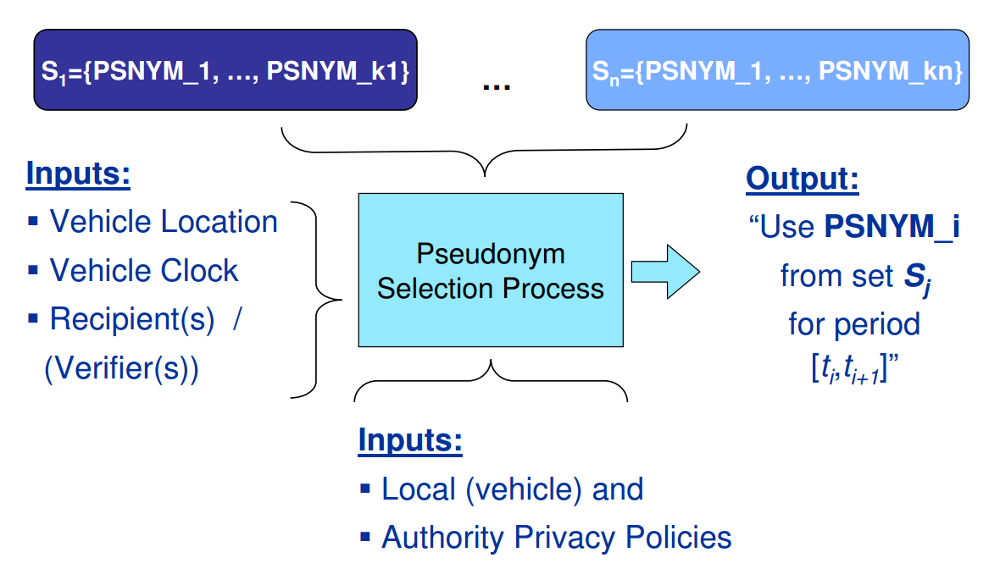 S1={PSNYM_1, ..., PSNYM_k1}
...
Sn={PSNYM_1, ..., PSNYM_kn}
Inputs:
▪ Vehicle Location
▪ Vehicle Clock
▪ Recipient(s) /
(Verifier(s))
Pseudonym
Selection Process
Output:
“Use PSNYM_i
from set Sj
for period
[ti,ti+1]”
Inputs:
▪ Local (vehicle) and
▪ Authority Privacy Policies